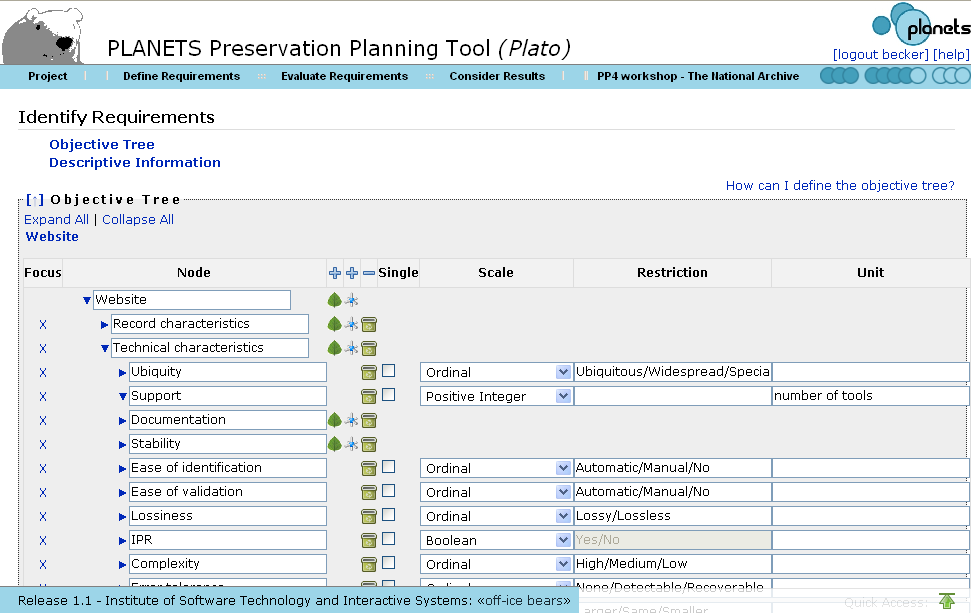 planets
PLANETS Preservation Planning Tool (Plato)
[logout becker] [help]
Project Define Requirements Evaluate Requirements Consider Results PP4 workshop - The National Archive
Identify Requirements
Objective Tree
Descriptive Information
How can I define the objective tree?
[↑] Objective Tree
Expand All | Collapse All
Website
Focus Node Single Scale Restriction Unit
Website
X Record characteristics
X Technical characteristics
X Ubiquity Ordinal Ubiquitous/Widespread/Specia
X Support Positive Integer number of tools
X Documentation
X Stability
X Ease of identification Ordinal Automatic/Manual/No
X Ease of validation Ordinal Automatic/Manual/No
X Lossiness Ordinal Lossy/Lossless
X IPR Boolean Yes/No
X Complexity Ordinal High/Medium/Low
X Error tolerance Ordinal None/Detectable/Recoverable
Larger/Same/Smaller
Release 1.1 - Institute of Software Technology and Interactive Systems: «off-ice bears» Quick Access: